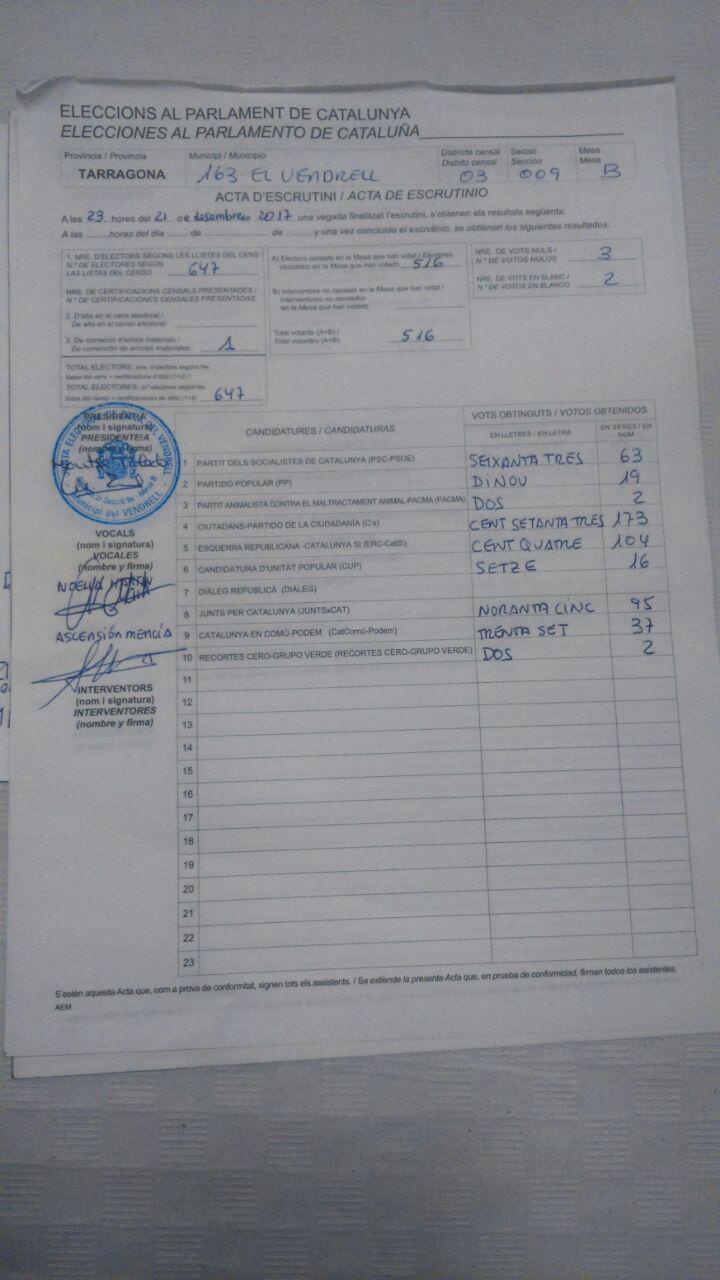 ELECCIONS AL PARLAMENT DE CATALUNYA
ELECCIONES AL PARLAMENTO DE CATALUÑA
Provincia / Provincia Municipi / Municipio Districte censal Secció Mesa
Distrito censal Sección Mesa
TARRAGONA 163 EL VENDRELL 03 009 B
ACTA D'ESCRUTINI / ACTA DE ESCRUTINIO
A les 23 hores del 21 de desembre de 2017, una vegada finalitzat l'escrutini, s'obtenen els resultats següents:
A las horas del día de de , y una vez concluido el escrutinio, se obtienen los siguientes resultados:
1. NRE. D'ELECTORS SEGONS LES LLISTES DEL CENS
N.º DE ELECTORES SEGÚN
LAS LISTAS DEL CENSO 647
NRE. DE CERTIFICACIONS CENSALS PRESENTADES /
N.º DE CERTIFICACIONES CENSALES PRESENTADAS
2. D'alta en el cens electoral /
De alta en el censo electoral
3. De correcció d'errors materials /
De corrección de errores materiales 1
TOTAL ELECTORS: (nre. d'electors segons les
llistes del cens + certificacions d'alta) (1+2) /
TOTAL ELECTORES: (nº electores según las
listas del censo + certificaciones de alta) (1+2) 647
A) Electors censats en la Mesa que han votat / Electores
censados en la Mesa que han votado 516
B) Interventors no censats en la Mesa que han votat /
Interventores no censados
en la Mesa que han votado
Total votants (A+B) /
Total votantes (A+B) 516
NRE. DE VOTS NULS /
N.º DE VOTOS NULOS 3
NRE. DE VOTS EN BLANC /
N.º DE VOTOS EN BLANCO 2
PRESIDENT/A
(nom i signatura)
PRESIDENTE/A
(nombre y firma)
Municipi del VENDRELL
VOCALS
(nom i signatura)
VOCALES
(nombre y firma)
NOELIA MARTIN
ASCENSIÓN MENCÍA
INTERVENTORS
(nom i signatura)
INTERVENTORES
(nombre y firma)
CANDIDATURES / CANDIDATURAS VOTS OBTINGUTS / VOTOS OBTENIDOS
EN LLETRES / EN LETRA EN XIFRES / EN NUM
1 PARTIT DELS SOCIALISTES DE CATALUNYA (PSC-PSOE) SEIXANTA TRES 63
2 PARTIDO POPULAR (PP) DINOU 19
3 PARTIT ANIMALISTA CONTRA EL MALTRACTAMENT ANIMAL-PACMA (PACMA) DOS 2
4 CIUTADANS-PARTIDO DE LA CIUDADANÍA (C's) CENT SETANTA TRES 173
5 ESQUERRA REPUBLICANA -CATALUNYA SI (ERC-CatSI) CENT QUATRE 104
6 CANDIDATURA D'UNITAT POPULAR (CUP) SETZE 16
7 DIÀLEG REPUBLICÀ (DIÀLEG)
8 JUNTS PER CATALUNYA (JUNTSxCAT) NORANTA CINC 95
9 CATALUNYA EN COMÚ-PODEM (CatComú-Podem) TRENTA SET 37
10 RECORTES CERO-GRUPO VERDE (RECORTES CERO-GRUPO VERDE) DOS 2
11
12
13
14
15
16
17
18
19
20
21
22
23
S'estén aquesta Acta que, com a prova de conformitat, signen tots els assistents. / Se extiende la presente Acta que, en prueba de conformidad, firman todos los asistentes.
AEM